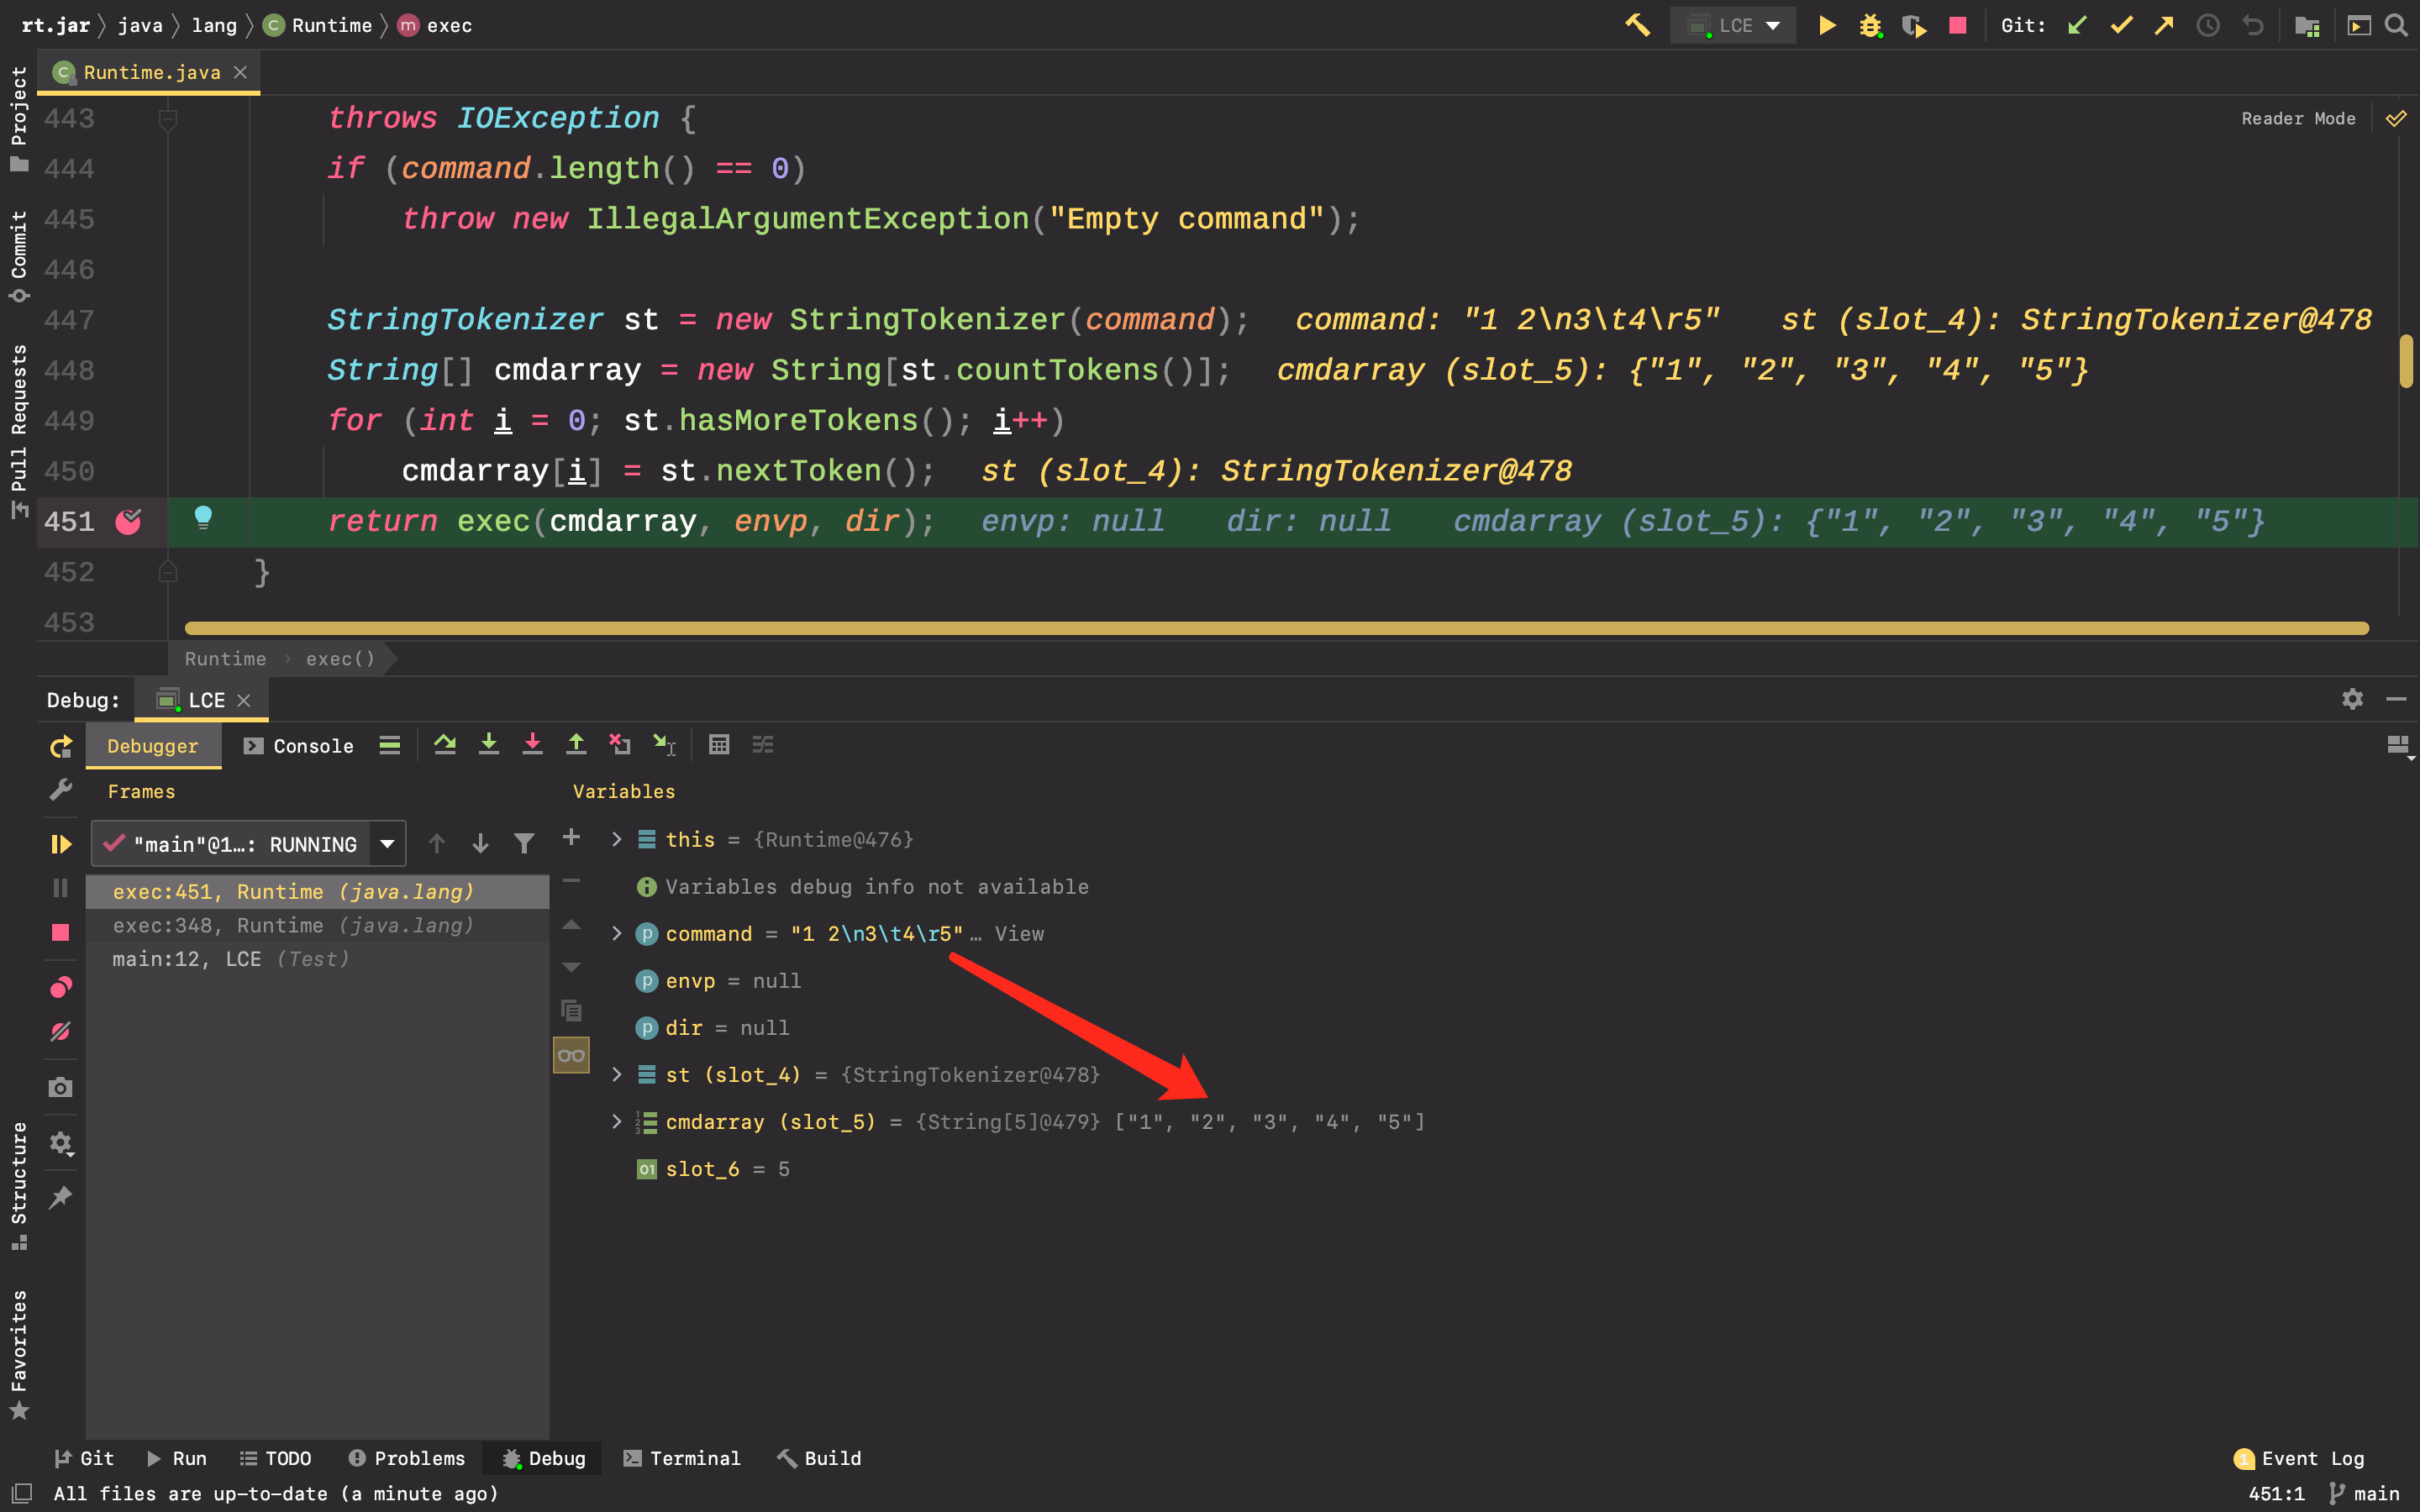 rt.jar java lang Runtime exec
LCE Git:
Runtime.java
Project
Commit
Pull Requests
Structure
Favorites
Reader Mode
443 throws IOException {
444 if (command.length() == 0)
445 throw new IllegalArgumentException("Empty command");
446
447 StringTokenizer st = new StringTokenizer(command); command: "1 2\n3\t4\r5" st (slot_4): StringTokenizer@478
448 String[] cmdarray = new String[st.countTokens()]; cmdarray (slot_5): {"1", "2", "3", "4", "5"}
449 for (int i = 0; st.hasMoreTokens(); i++)
450 cmdarray[i] = st.nextToken(); st (slot_4): StringTokenizer@478
451 return exec(cmdarray, envp, dir); envp: null dir: null cmdarray (slot_5): {"1", "2", "3", "4", "5"}
452 }
453
Runtime › exec()
Debug: LCE
Debugger Console
Frames
"main"@1…: RUNNING
exec:451, Runtime (java.lang)
exec:348, Runtime (java.lang)
main:12, LCE (Test)
Variables
this = {Runtime@476}
Variables debug info not available
command = "1 2\n3\t4\r5" … View
envp = null
dir = null
st (slot_4) = {StringTokenizer@478}
cmdarray (slot_5) = {String[5]@479} ["1", "2", "3", "4", "5"]
slot_6 = 5
Git Run TODO Problems Debug Terminal Build 1 Event Log
All files are up-to-date (a minute ago) 451:1 main